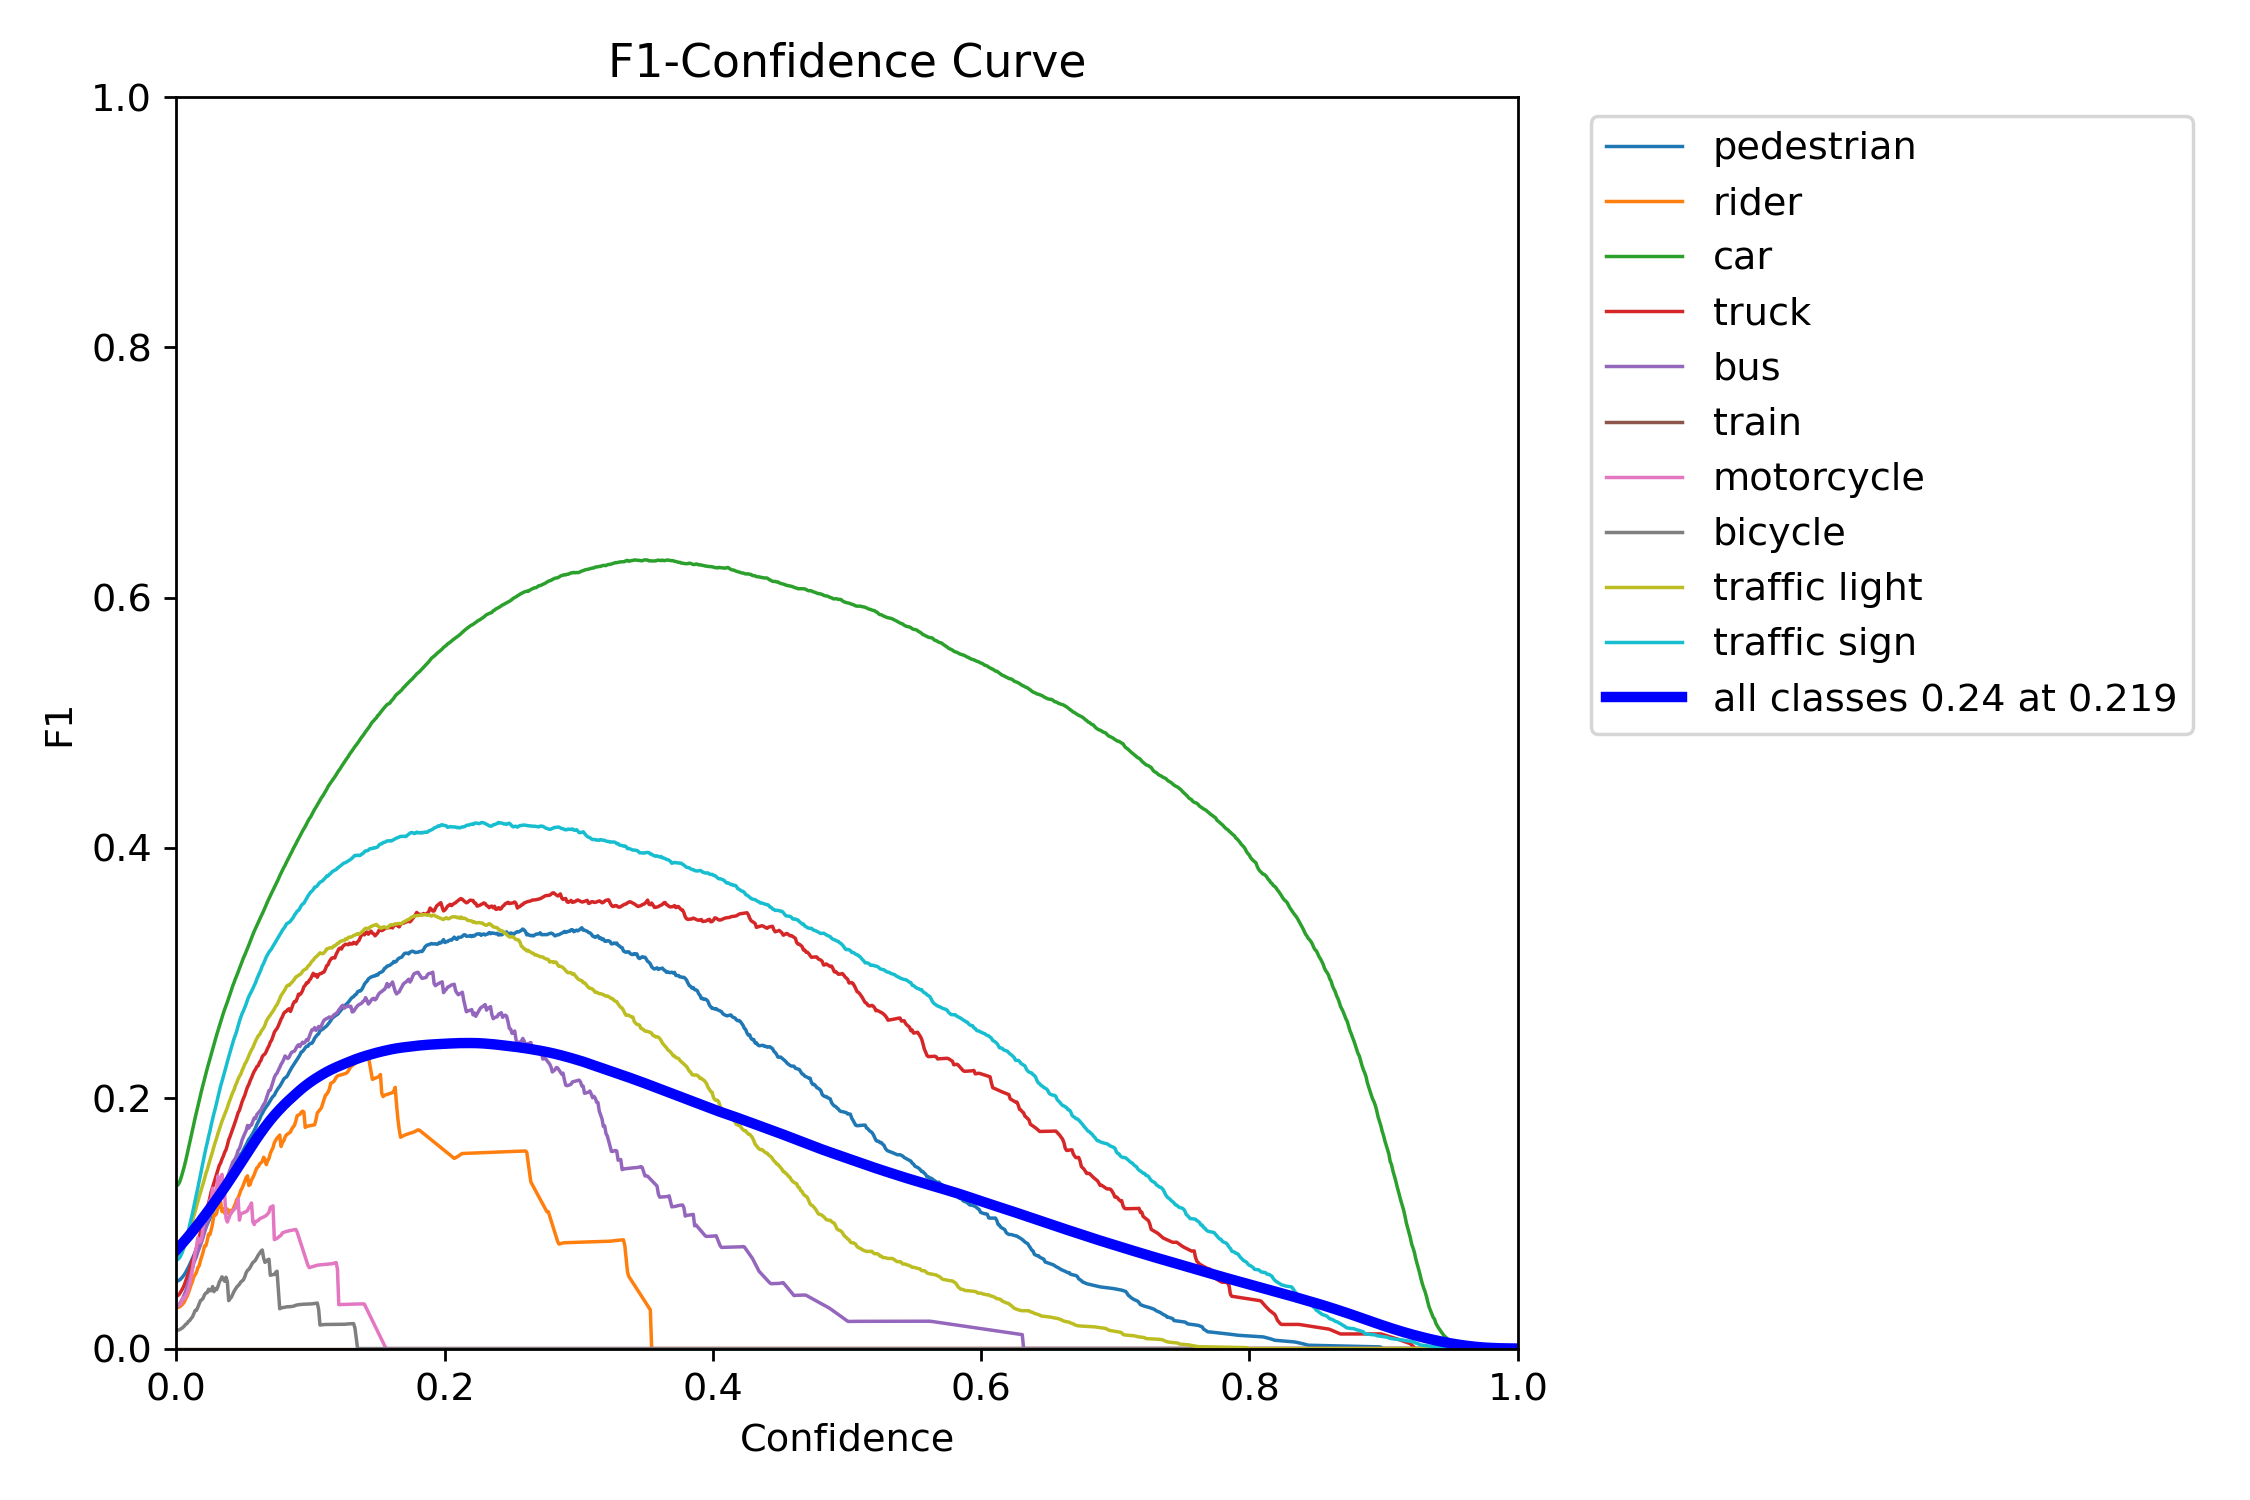 F1-Confidence Curve
1.0
0.8
0.6
0.4
0.2
0.0
F1
0.0 0.2 0.4 0.6 0.8 1.0
Confidence
pedestrian
rider
car
truck
bus
train
motorcycle
bicycle
traffic light
traffic sign
all classes 0.24 at 0.219